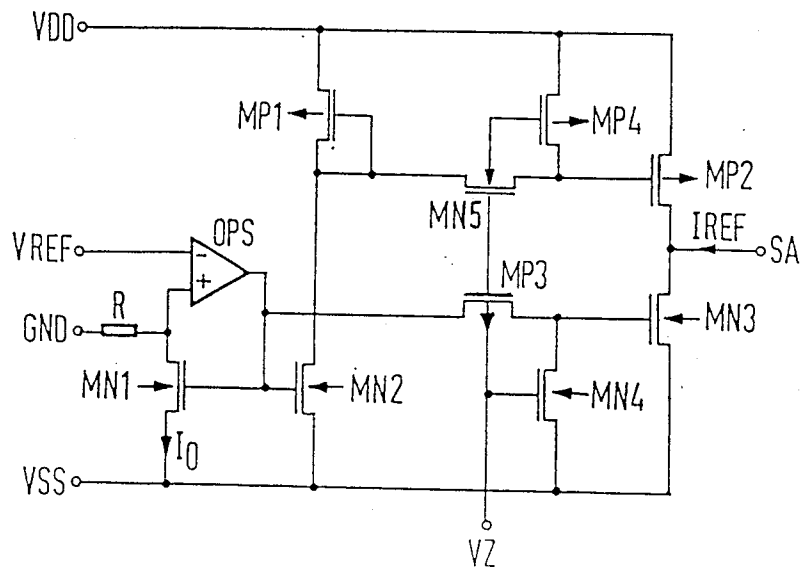 VDD
MP1
MP4
MP2
MN5
OPS
IREF
VREF
SA
MP3
R
GND
MN3
MN1
MN2
MN4
I0
VSS
VZ